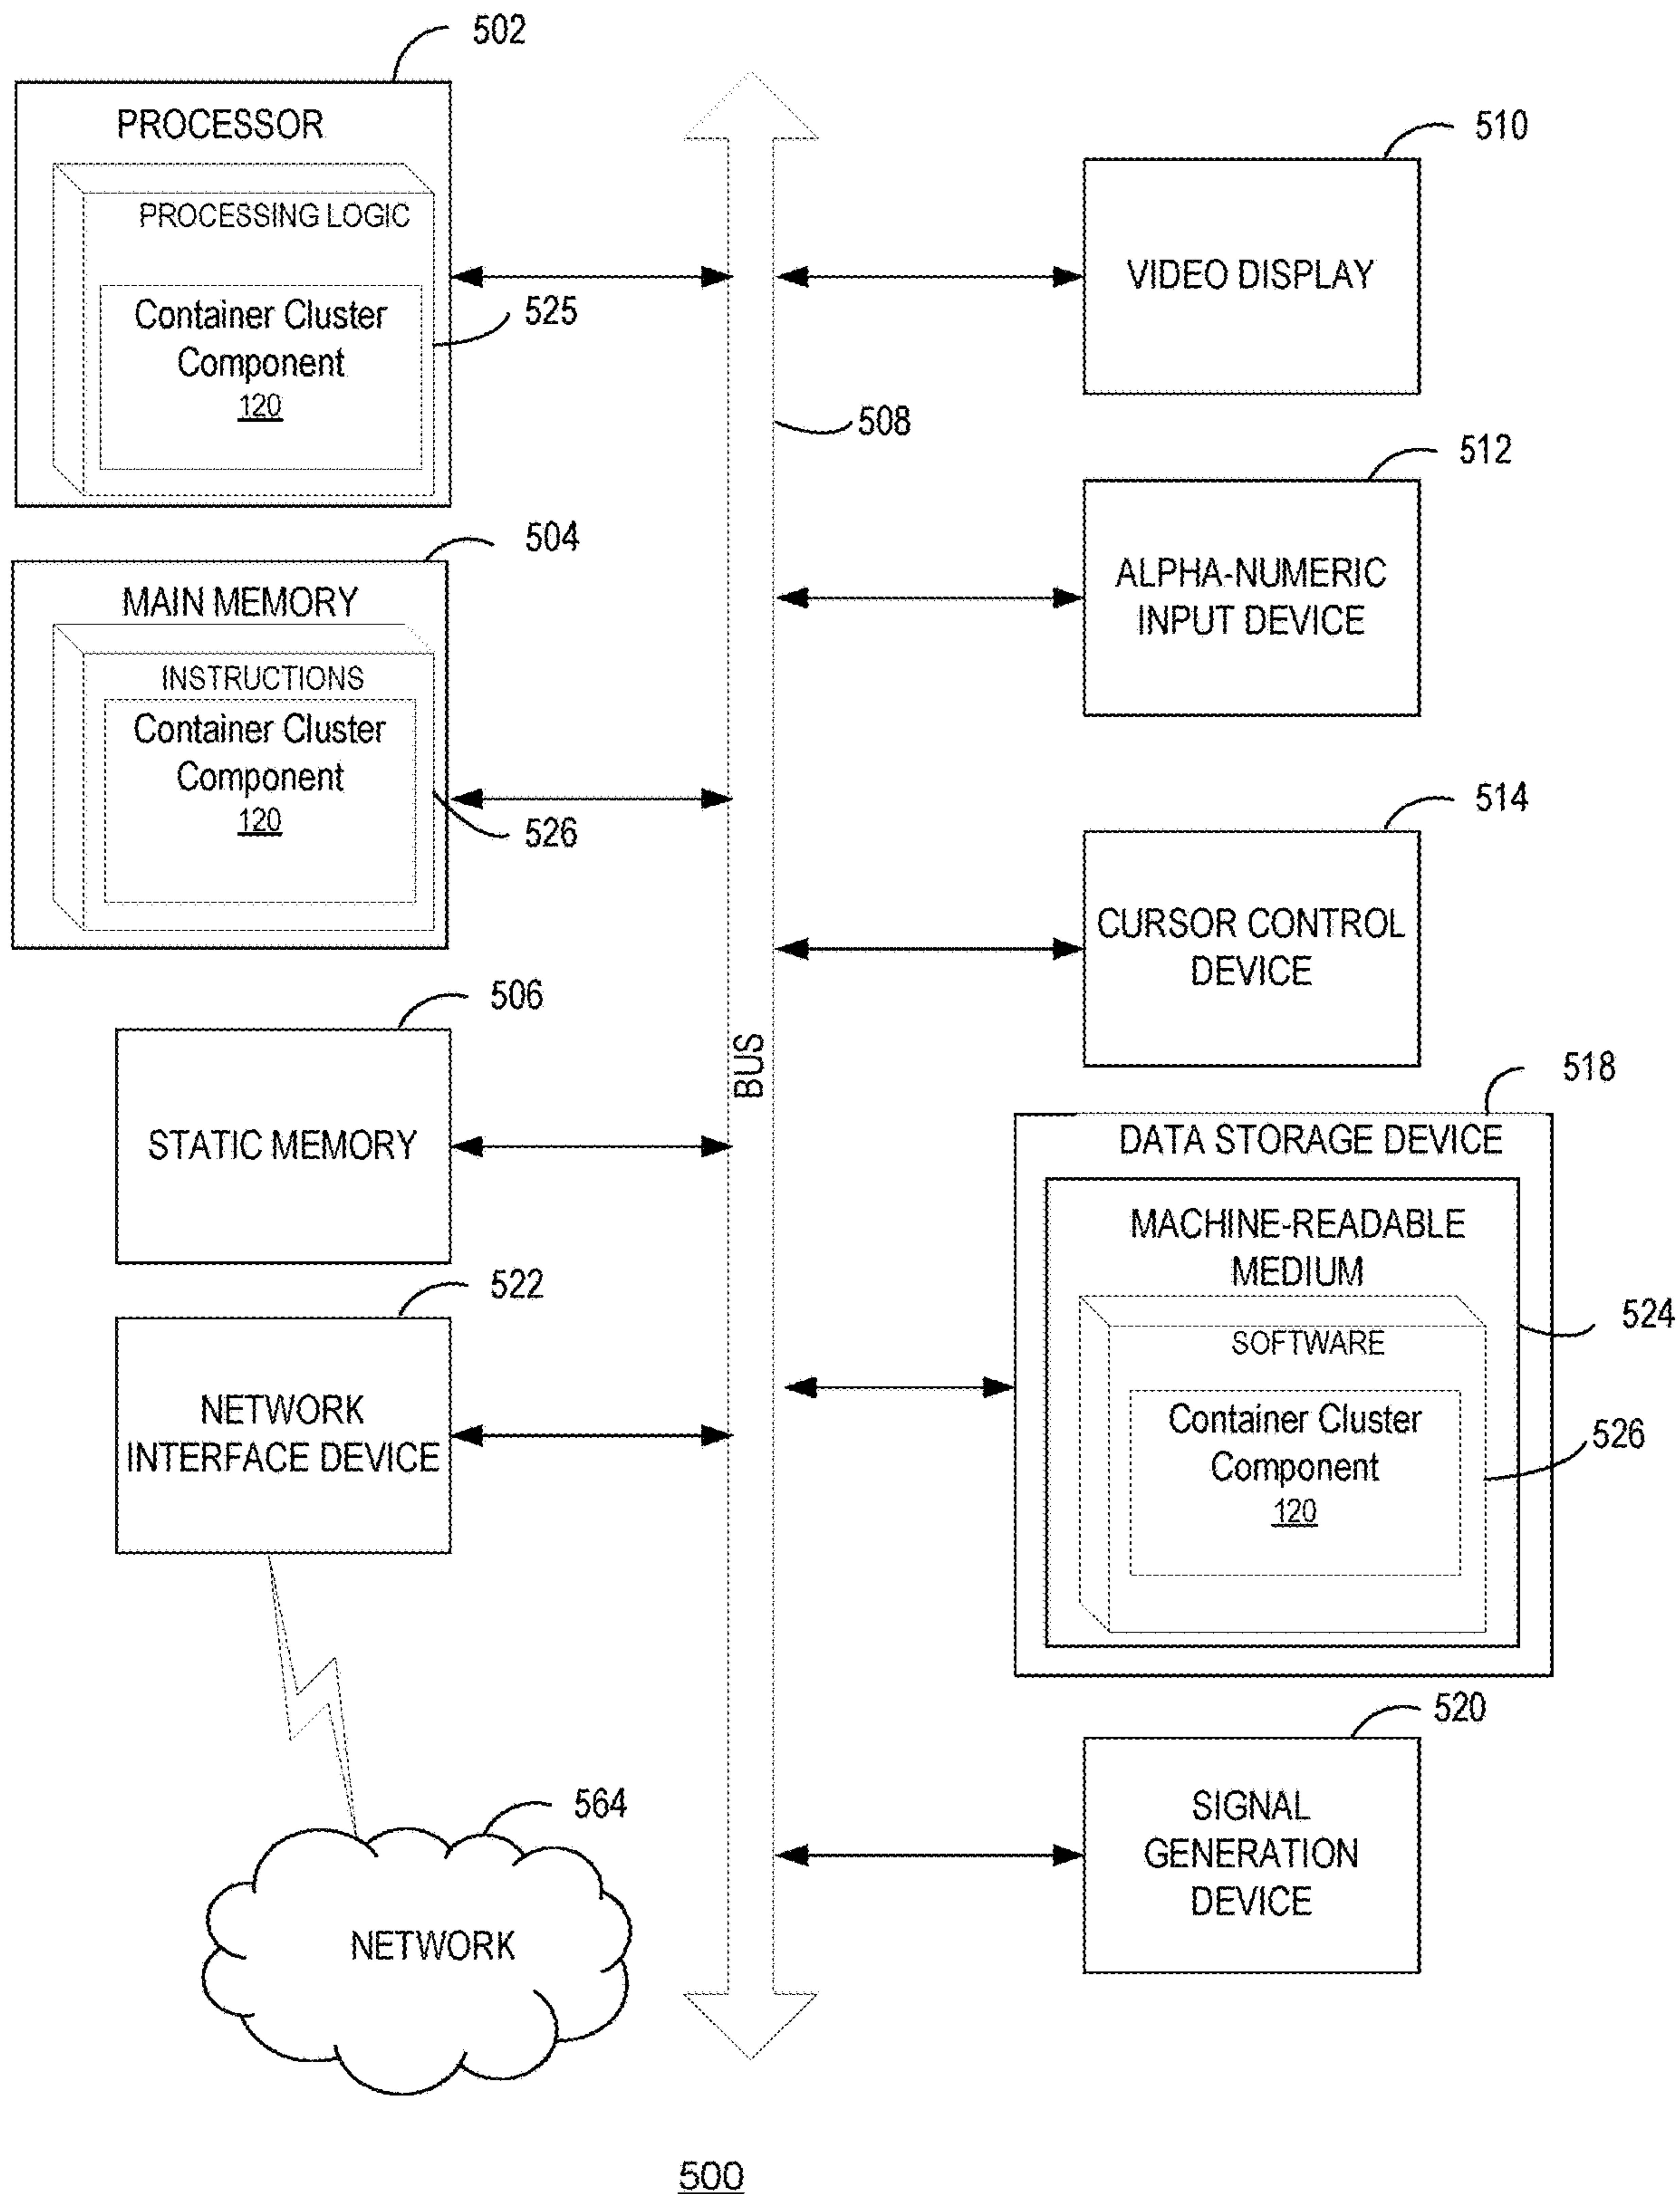 502
PROCESSOR
PROCESSING LOGIC
Container Cluster
Component
120
525
504
MAIN MEMORY
INSTRUCTIONS
Container Cluster
Component
120
526
506
STATIC MEMORY
522
NETWORK
INTERFACE DEVICE
564
NETWORK
BUS
508
510
VIDEO DISPLAY
512
ALPHA-NUMERIC
INPUT DEVICE
514
CURSOR CONTROL
DEVICE
518
DATA STORAGE DEVICE
MACHINE-READABLE
MEDIUM
524
SOFTWARE
Container Cluster
Component
120
526
520
SIGNAL
GENERATION
DEVICE
500